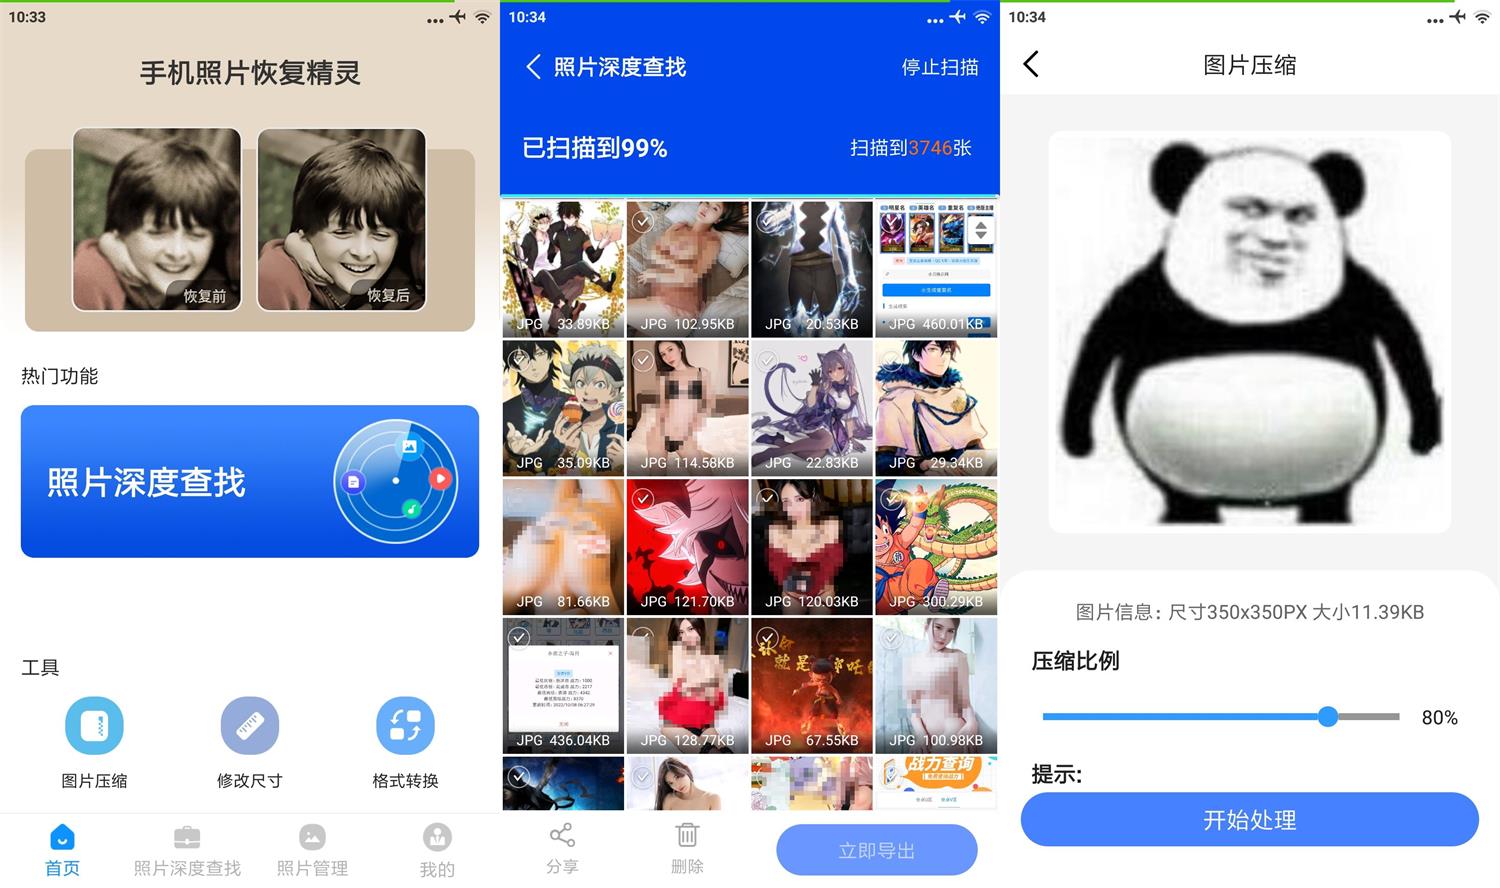 10:33
手机照片恢复精灵
恢复前
恢复后
热门功能
照片深度查找
工具
图片压缩
修改尺寸
格式转换
首页
照片深度查找
照片管理
我的
10:34
照片深度查找
停止扫描
已扫描到99%
扫描到3746张
JPG 33.89KB
JPG 102.95KB
JPG 20.53KB
JPG 460.01KB
JPG 35.09KB
JPG 114.58KB
JPG 22.83KB
JPG 29.34KB
JPG 81.66KB
JPG 121.70KB
JPG 120.03KB
JPG 300.29KB
JPG 436.04KB
JPG 128.77KB
就是
JPG 67.55KB
JPG 100.98KB
战力查询
分享
删除
立即导出
10:34
图片压缩
图片信息：尺寸350x350PX 大小11.39KB
压缩比例
80%
提示:
开始处理